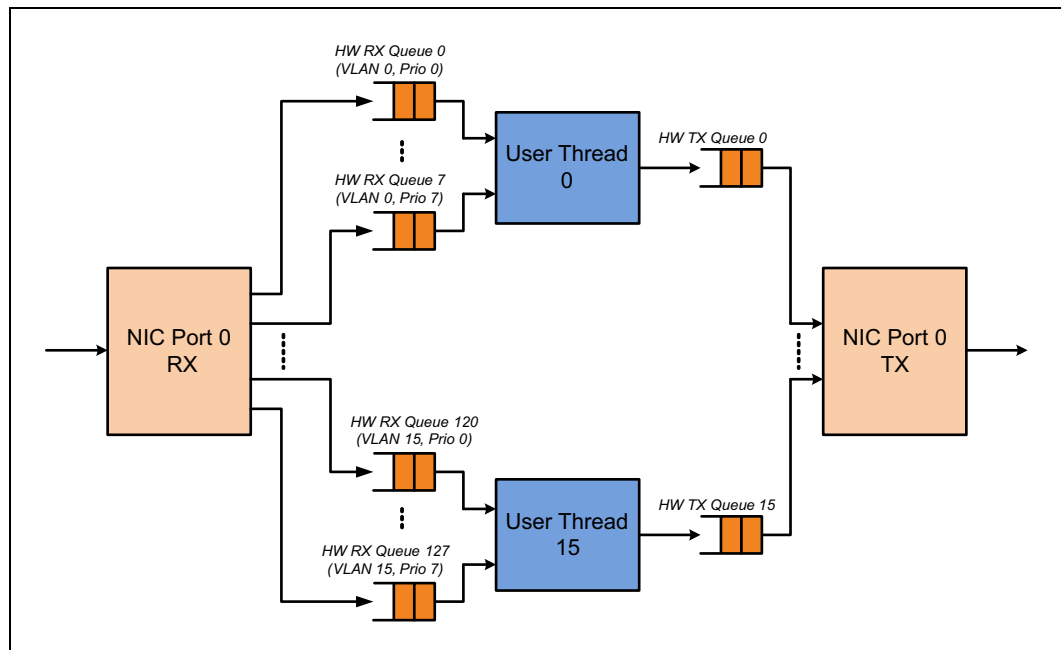 HW RX Queue 0
(VLAN 0, Prio 0)
HW RX Queue 7
(VLAN 0, Prio 7)
User Thread
0
HW TX Queue 0
NIC Port 0
RX
NIC Port 0
TX
HW RX Queue 120
(VLAN 15, Prio 0)
HW RX Queue 127
(VLAN 15, Prio 7)
User Thread
15
HW TX Queue 15